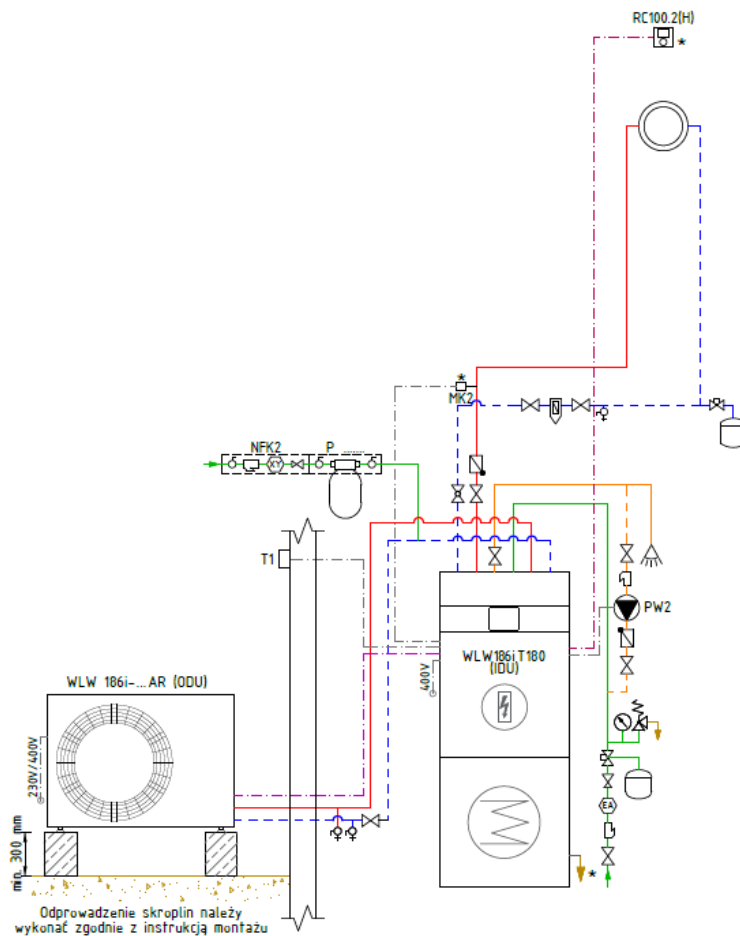 RC100.2(H)
*
*
MK2
NFK2
P ........
XY
T1
PW2
WLW186i T180
(IDU)
400V
WLW 186i-...AR (ODU)
230V/400V
EA
min. 300 mm
*
Odprowadzenie skroplin należy
wykonać zgodnie z instrukcją montażu